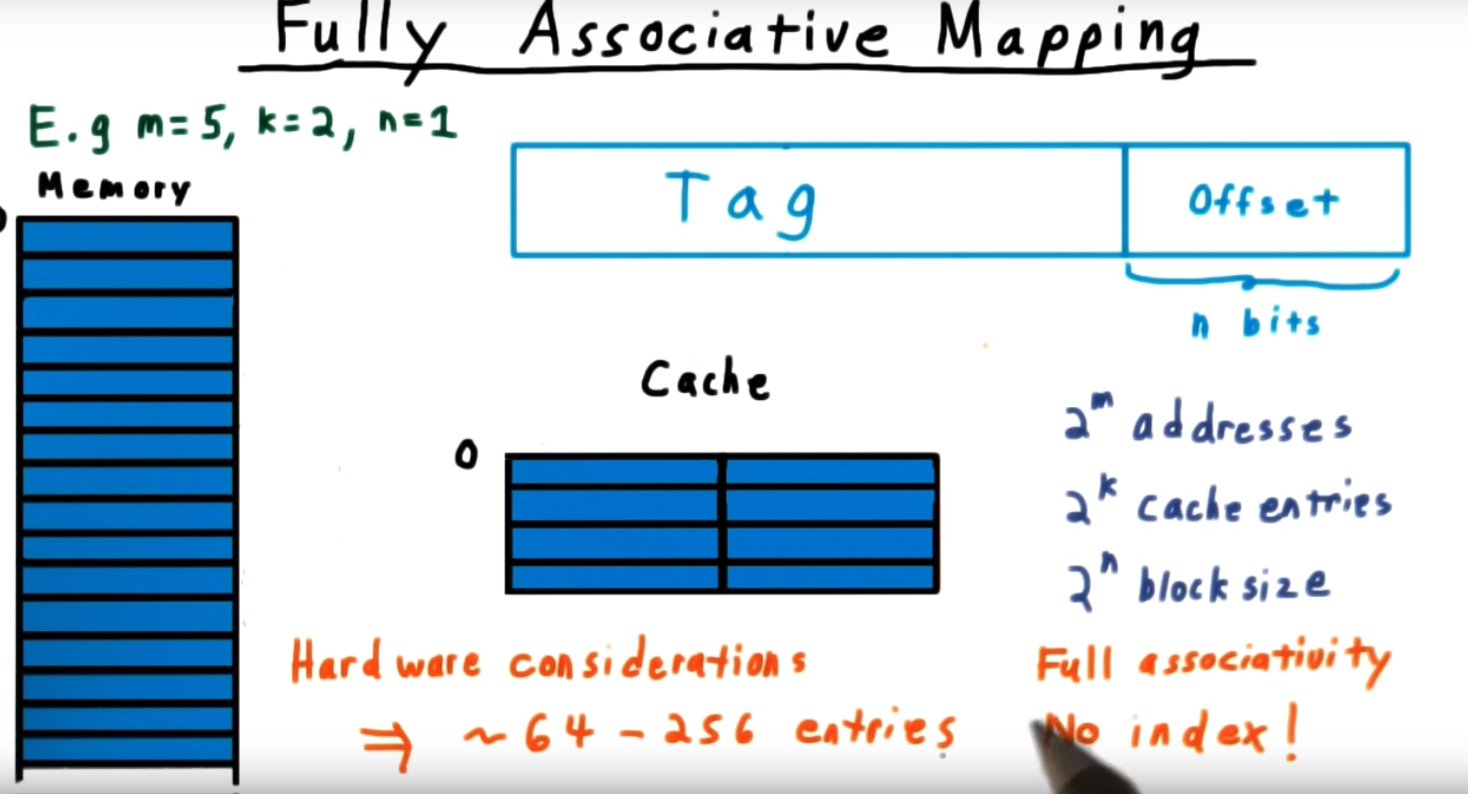 Fully Associative Mapping
E.g m=5, k=2, n=1
Memory
Tag
Offset
n bits
Cache
0
2^m addresses
2^k cache entries
2^n block size
Hardware considerations
⇒ ~64-256 entries
Full associativity
No index!